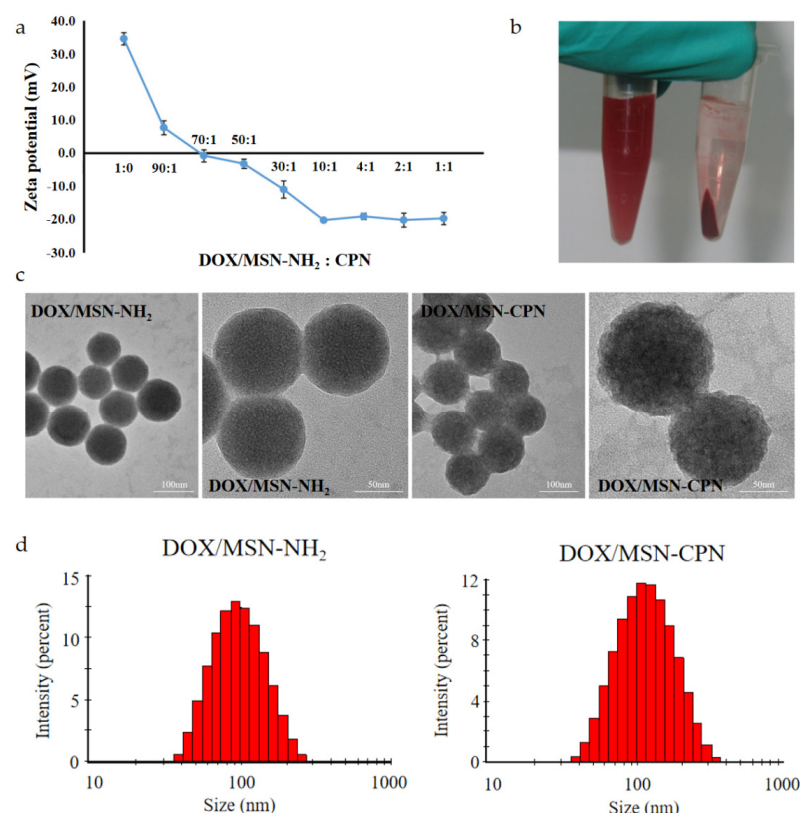 a
b
40.0
30.0
20.0
10.0
0.0
-10.0
-20.0
-30.0
Zeta potential (mV)
70:1 50:1
1:0 90:1 30:1 10:1 4:1 2:1 1:1
DOX/MSN-NH₂ : CPN
c
DOX/MSN-NH₂
100nm
DOX/MSN-NH₂
50nm
DOX/MSN-CPN
100nm
DOX/MSN-CPN
50nm
d
DOX/MSN-NH₂
15
10
5
0
Intensity (percent)
10 100 1000
Size (nm)
DOX/MSN-CPN
12
8
4
0
Intensity (percent)
10 100 1000
Size (nm)